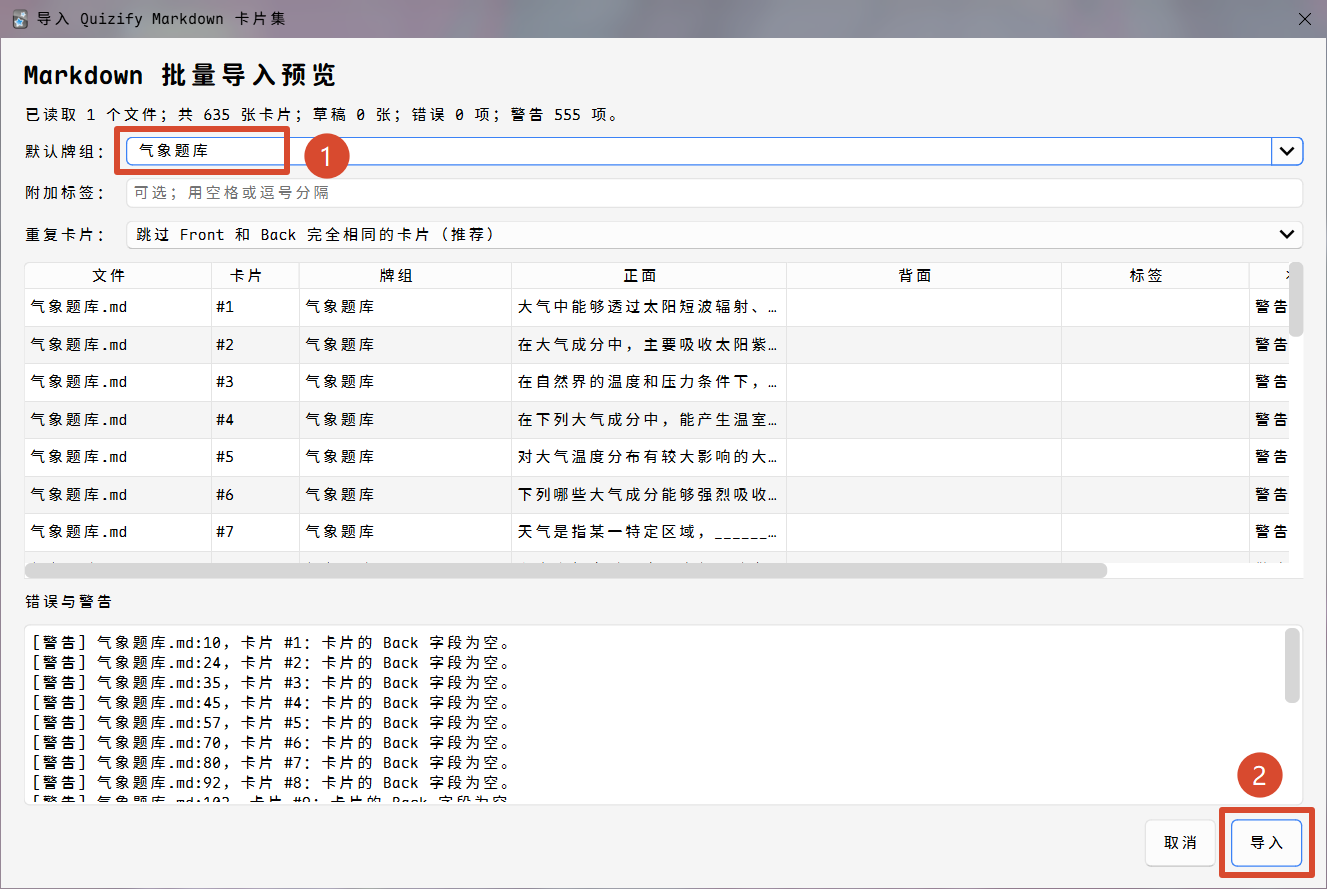 导入 Quizify Markdown 卡片集
Markdown 批量导入预览
已读取 1 个文件；共 635 张卡片；草稿 0 张；错误 0 项；警告 555 项。
默认牌组： 气象题库 1
附加标签： 可选；用空格或逗号分隔
重复卡片： 跳过 Front 和 Back 完全相同的卡片（推荐）
文件 卡片 牌组 正面 背面 标签
气象题库.md #1 气象题库 大气中能够透过太阳短波辐射、… 警告
气象题库.md #2 气象题库 在大气成分中，主要吸收太阳紫… 警告
气象题库.md #3 气象题库 在自然界的温度和压力条件下，… 警告
气象题库.md #4 气象题库 在下列大气成分中，能产生温室… 警告
气象题库.md #5 气象题库 对大气温度分布有较大影响的大… 警告
气象题库.md #6 气象题库 下列哪些大气成分能够强烈吸收… 警告
气象题库.md #7 气象题库 天气是指某一特定区域，______… 警告
错误与警告
[警告] 气象题库.md:10，卡片 #1：卡片的 Back 字段为空。
[警告] 气象题库.md:24，卡片 #2：卡片的 Back 字段为空。
[警告] 气象题库.md:35，卡片 #3：卡片的 Back 字段为空。
[警告] 气象题库.md:45，卡片 #4：卡片的 Back 字段为空。
[警告] 气象题库.md:57，卡片 #5：卡片的 Back 字段为空。
[警告] 气象题库.md:70，卡片 #6：卡片的 Back 字段为空。
[警告] 气象题库.md:80，卡片 #7：卡片的 Back 字段为空。
[警告] 气象题库.md:92，卡片 #8：卡片的 Back 字段为空。
2
取消 导入